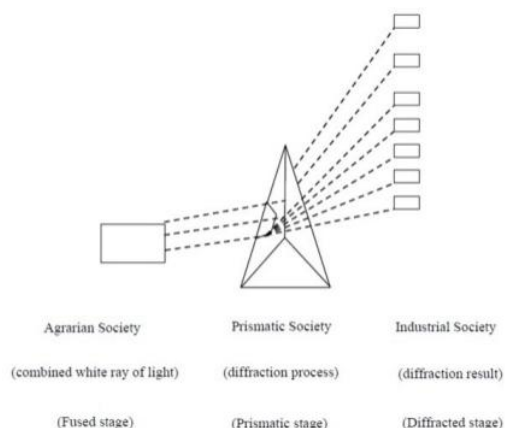 Agrarian Society Prismatic Society Industrial Society
(combined white ray of light) (diffraction process) (diffraction result)
(Fused stage) (Prismatic stage) (Diffracted stage)